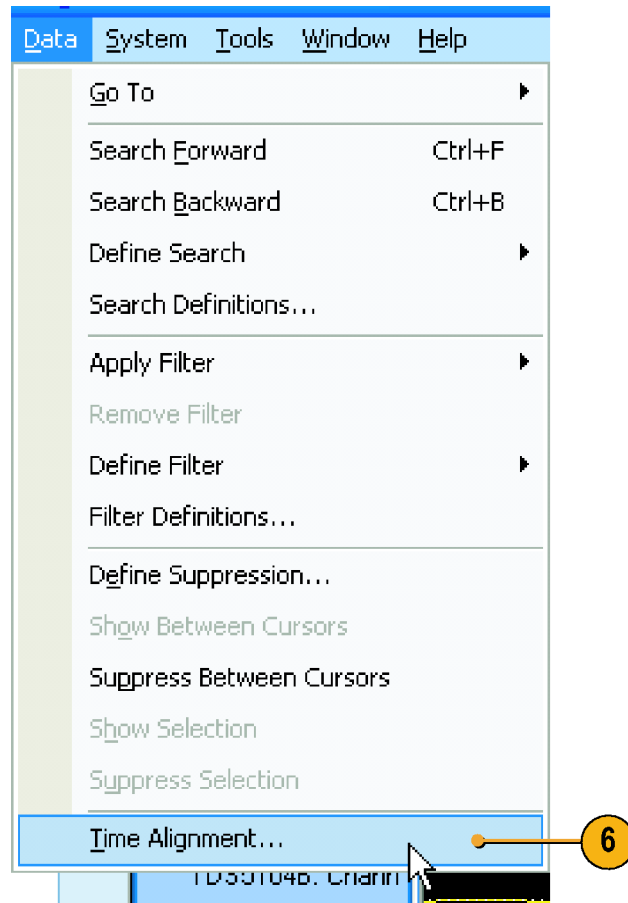 Data System Tools Window Help
Go To
Search Forward Ctrl+F
Search Backward Ctrl+B
Define Search
Search Definitions...
Apply Filter
Remove Filter
Define Filter
Filter Definitions...
Define Suppression...
Show Between Cursors
Suppress Between Cursors
Show Selection
Suppress Selection
Time Alignment... 6